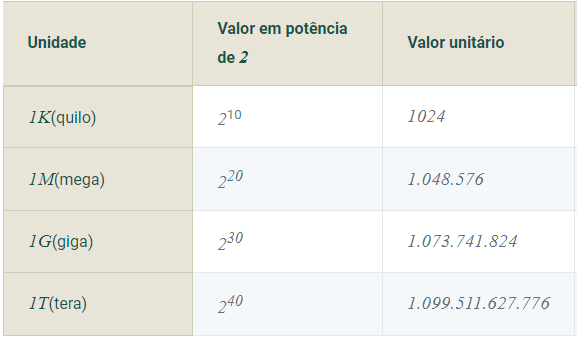 Unidade
Valor em potência
de 2
Valor unitário
1K(quilo)
2¹⁰
1024
1M(mega)
2²⁰
1.048.576
1G(giga)
2³⁰
1.073.741.824
1T(tera)
2⁴⁰
1.099.511.627.776